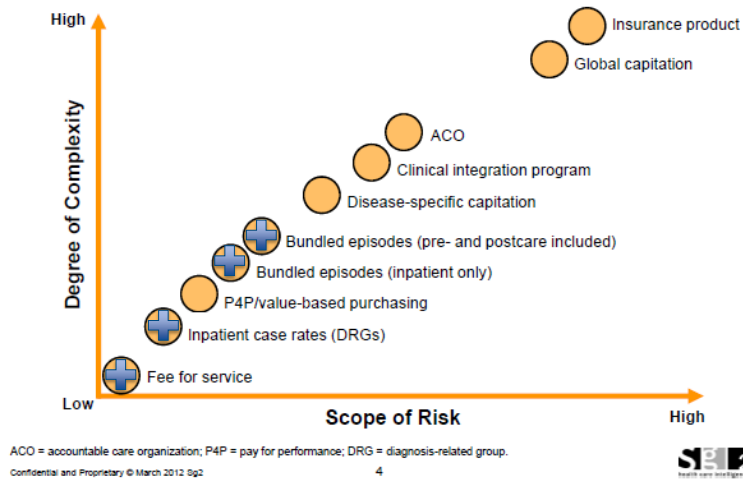 High
Insurance product
Global capitation
ACO
Clinical integration program
Disease-specific capitation
Bundled episodes (pre- and postcare included)
Bundled episodes (inpatient only)
P4P/value-based purchasing
Inpatient case rates (DRGs)
Fee for service
Degree of Complexity
Low
Scope of Risk
High
ACO = accountable care organization; P4P = pay for performance; DRG = diagnosis-related group.
Confidential and Proprietary © March 2012 Sg2
4
health care